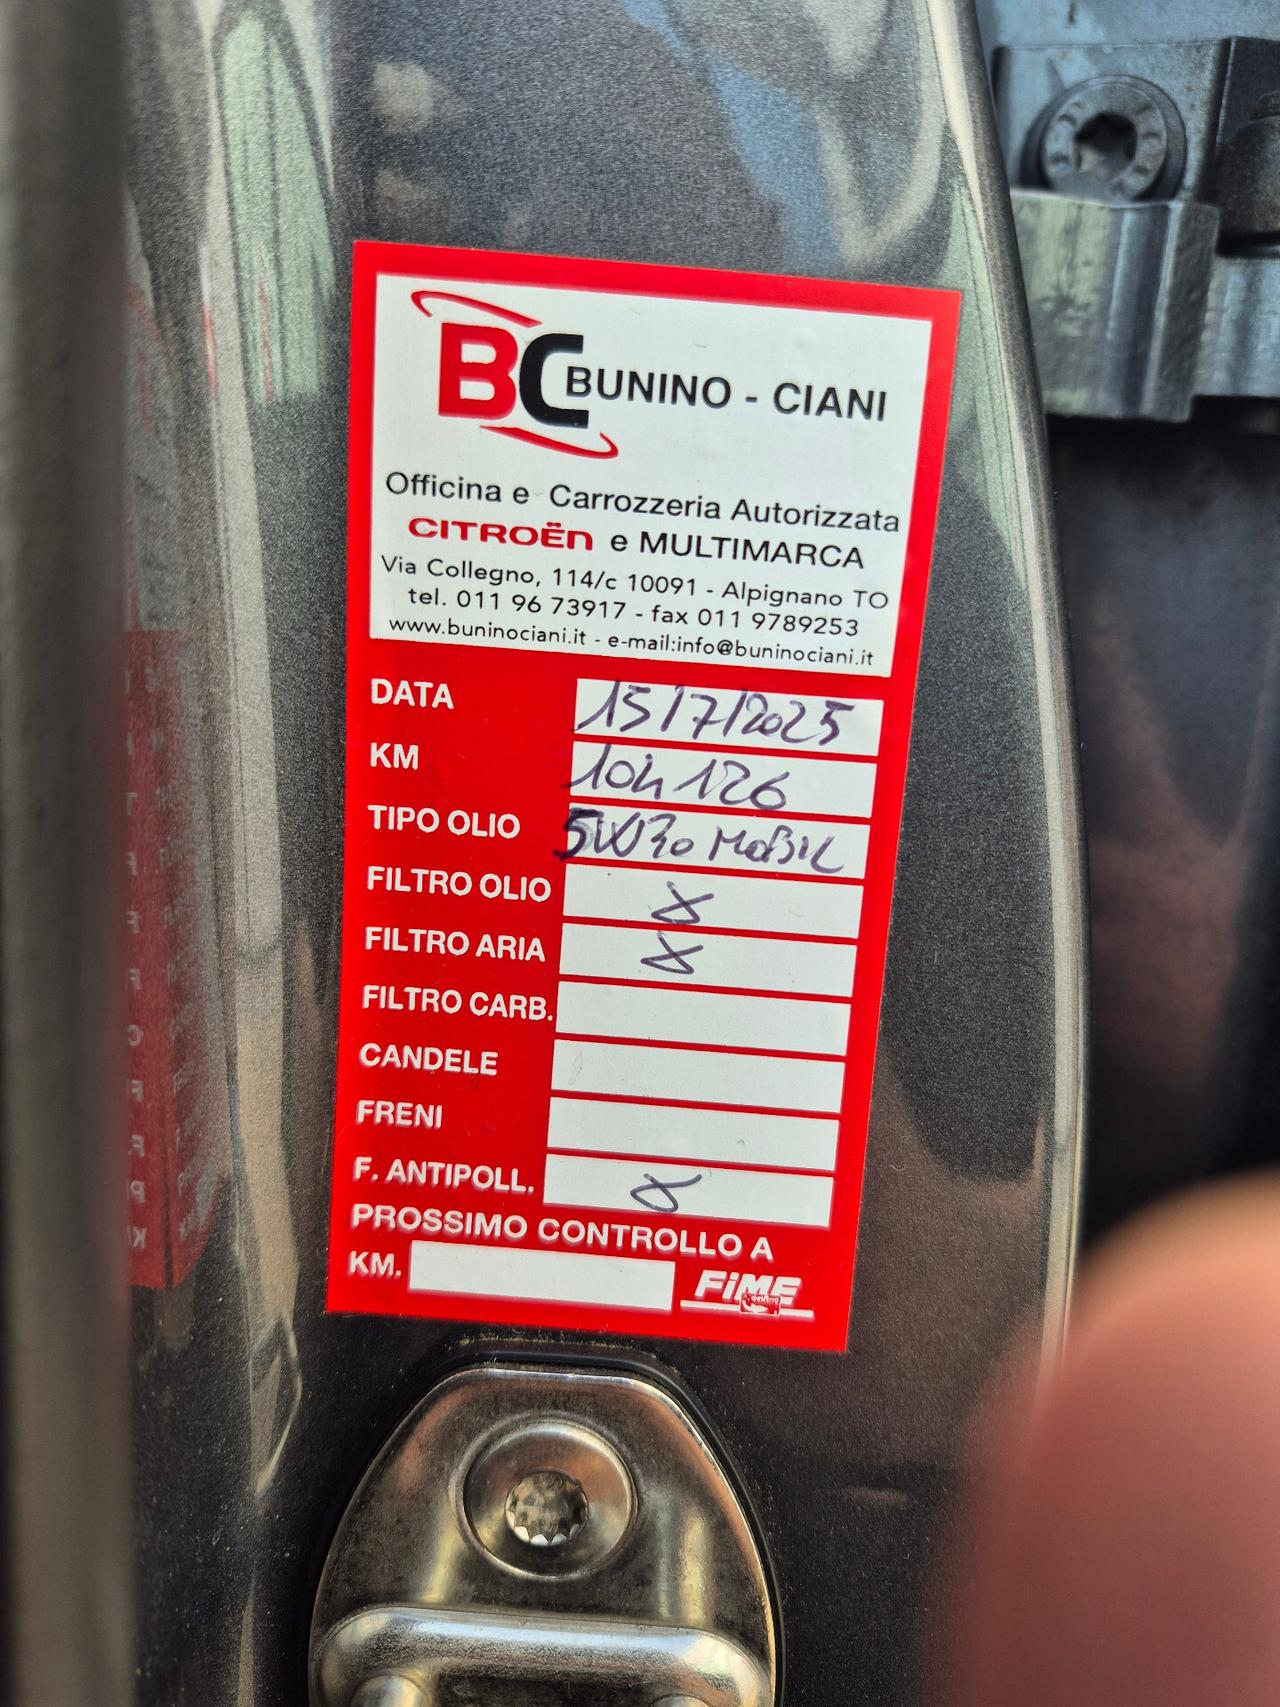 BC BUNINO - CIANI
Officina e Carrozzeria Autorizzata
CITROËN e MULTIMARCA
Via Collegno, 114/c 10091 - Alpignano TO
tel. 011 96 73917 - fax 011 9789253
www.buninociani.it - e-mail:info@buninociani.it
DATA 15/7/2025
KM 104126
TIPO OLIO 5W30 MOBIL
FILTRO OLIO X
FILTRO ARIA X
FILTRO CARB.
CANDELE
FRENI
F. ANTIPOLL. X
PROSSIMO CONTROLLO A
KM. FiME